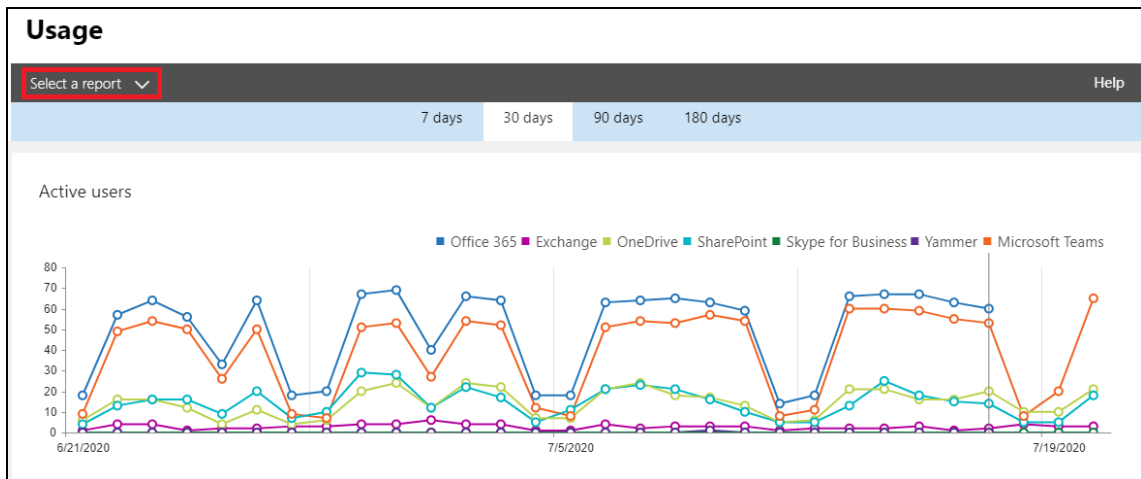 Usage
Select a report
Help
7 days 30 days 90 days 180 days
Active users
Office 365 Exchange OneDrive SharePoint Skype for Business Yammer Microsoft Teams
80
70
60
50
40
30
20
10
0
6/21/2020 7/5/2020 7/19/2020